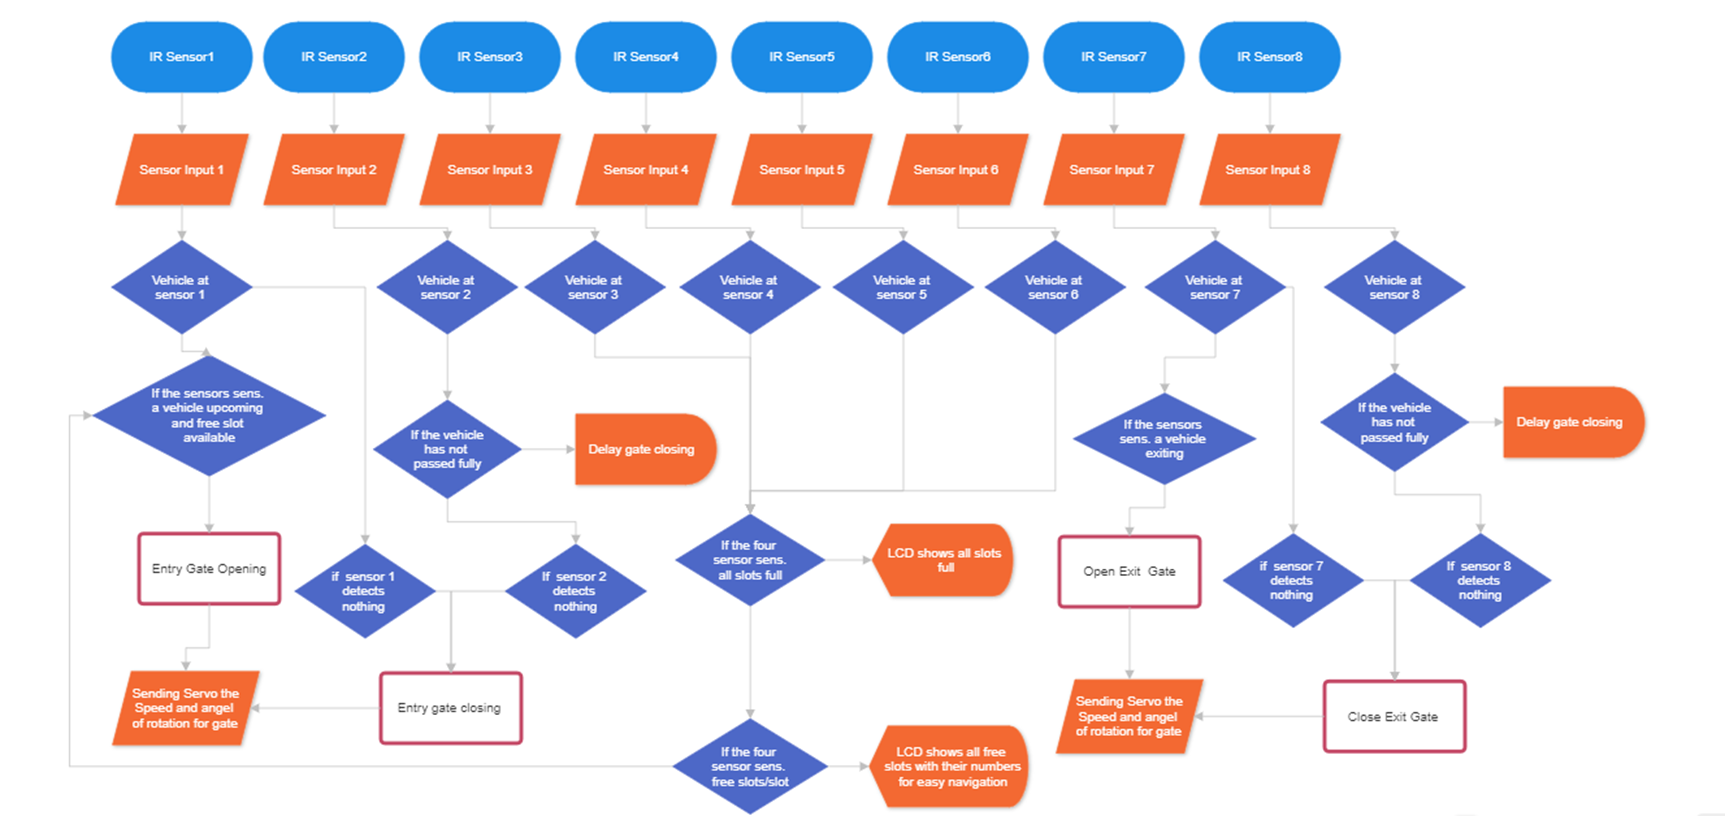 IR Sensor1
IR Sensor2
IR Sensor3
IR Sensor4
IR Sensor5
IR Sensor6
IR Sensor7
IR Sensor8
Sensor Input 1
Sensor Input 2
Sensor Input 3
Sensor Input 4
Sensor Input 5
Sensor Input 6
Sensor Input 7
Sensor Input 8
Vehicle at
sensor 1
Vehicle at
sensor 2
Vehicle at
sensor 3
Vehicle at
sensor 4
Vehicle at
sensor 5
Vehicle at
sensor 6
Vehicle at
sensor 7
Vehicle at
sensor 8
If the sensors sens.
a vehicle upcoming
and free slot
available
If the vehicle
has not
passed fully
Delay gate closing
If the sensors
sens. a vehicle
exiting
If the vehicle
has not
passed fully
Delay gate closing
Entry Gate Opening
if sensor 1
detects
nothing
If sensor 2
detects
nothing
If the four
sensor sens.
all slots full
LCD shows all slots
full
Open Exit Gate
if sensor 7
detects
nothing
If sensor 8
detects
nothing
Sending Servo the
Speed and angel
of rotation for gate
Entry gate closing
Sending Servo the
Speed and angel
of rotation for gate
Close Exit Gate
If the four
sensor sens.
free slots/slot
LCD shows all free
slots with their numbers
for easy navigation